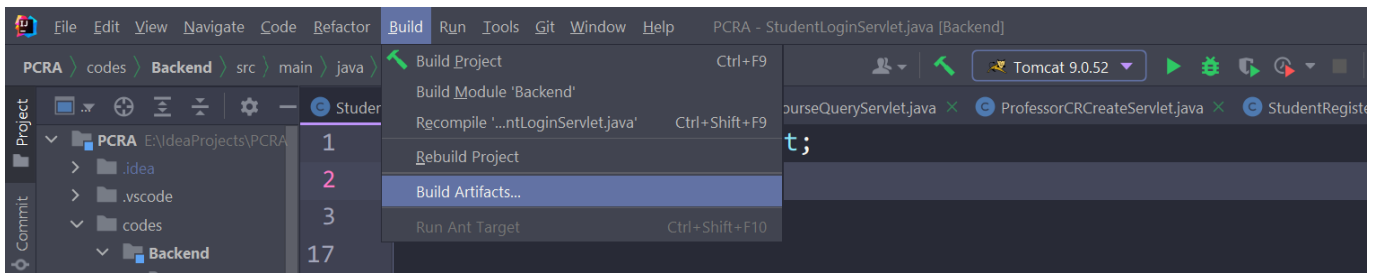 File Edit View Navigate Code Refactor Build Run Tools Git Window Help PCRA - StudentLoginServlet.java [Backend]
PCRA codes Backend src main java Build Project Ctrl+F9 Tomcat 9.0.52
Build Module 'Backend'
Project Studer ourseQueryServlet.java ProfessorCRCreateServlet.java StudentRegiste
Recompile '...ntLoginServlet.java' Ctrl+Shift+F9
PCRA E:\IdeaProjects\PCRA 1 t;
Rebuild Project
.idea 2
Build Artifacts...
.vscode
Commit codes 3
Run Ant Target Ctrl+Shift+F10
Backend 17